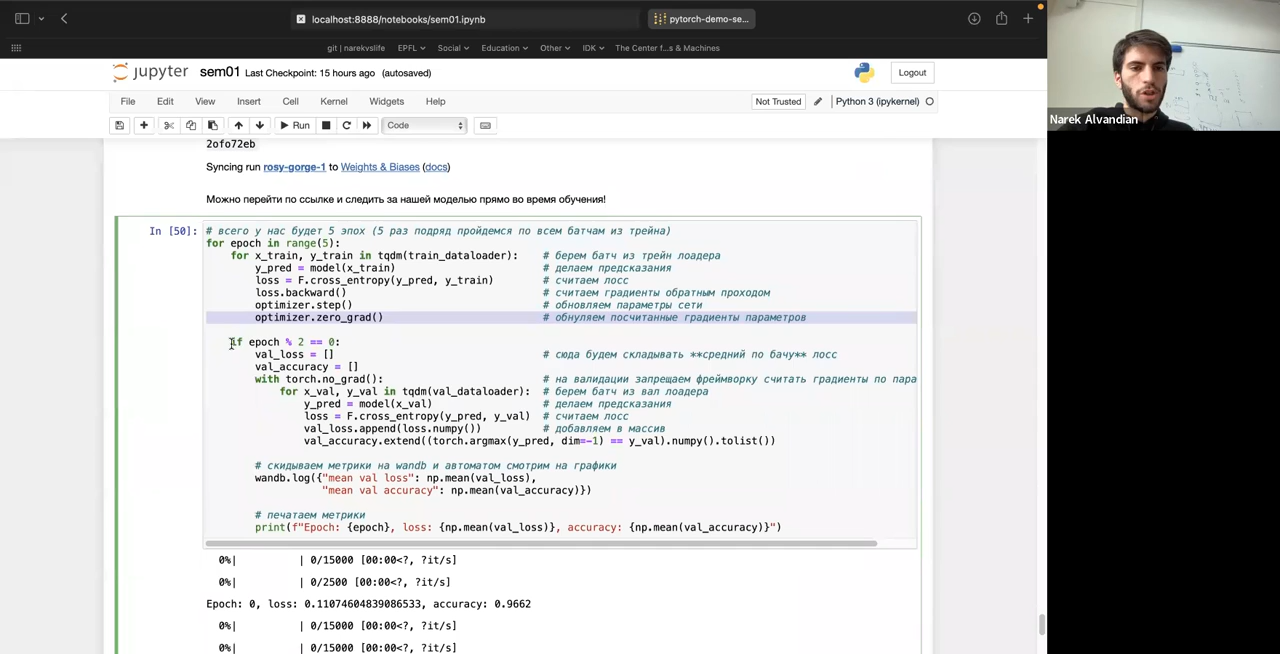 localhost:8888/notebooks/sem01.ipynb
pytorch-demo-se...
git | narekvslife
EPFL
Social
Education
Other
IDK
The Center f...s & Machines
jupyter sem01 Last Checkpoint: 15 hours ago (autosaved)
Logout
File Edit View Insert Cell Kernel Widgets Help
Not Trusted
Python 3 (ipykernel)
Run
Code
Narek Alvandian
2ofo72eb
Syncing run rosy-gorge-1 to Weights & Biases (docs)
Можно перейти по ссылке и следить за нашей моделью прямо во время обучения!
In [50]:
# всего у нас будет 5 эпох (5 раз подряд пройдемся по всем батчам из трейна)
for epoch in range(5):
for x_train, y_train in tqdm(train_dataloader): # берем батч из трейн лоадера
y_pred = model(x_train) # делаем предсказания
loss = F.cross_entropy(y_pred, y_train) # считаем лосс
loss.backward() # считаем градиенты обратным проходом
optimizer.step() # обновляем параметры сети
optimizer.zero_grad() # обнуляем посчитанные градиенты параметров
if epoch % 2 == 0:
val_loss = [] # сюда будем складывать **средний по бачу** лосс
val_accuracy = []
with torch.no_grad(): # на валидации запрещаем фреймворку считать градиенты по пара
for x_val, y_val in tqdm(val_dataloader): # берем батч из вал лоадера
y_pred = model(x_val) # делаем предсказания
loss = F.cross_entropy(y_pred, y_val) # считаем лосс
val_loss.append(loss.numpy()) # добавляем в массив
val_accuracy.extend((torch.argmax(y_pred, dim=-1) == y_val).numpy().tolist())
# скидываем метрики на wandb и автоматом смотрим на графики
wandb.log({"mean val loss": np.mean(val_loss),
"mean val accuracy": np.mean(val_accuracy)})
# печатаем метрики
print(f"Epoch: {epoch}, loss: {np.mean(val_loss)}, accuracy: {np.mean(val_accuracy)}")
0%| | 0/15000 [00:00<?, ?it/s]
0%| | 0/2500 [00:00<?, ?it/s]
Epoch: 0, loss: 0.11074604839086533, accuracy: 0.9662
0%| | 0/15000 [00:00<?, ?it/s]
0%| | 0/15000 [00:00<?, ?it/s]